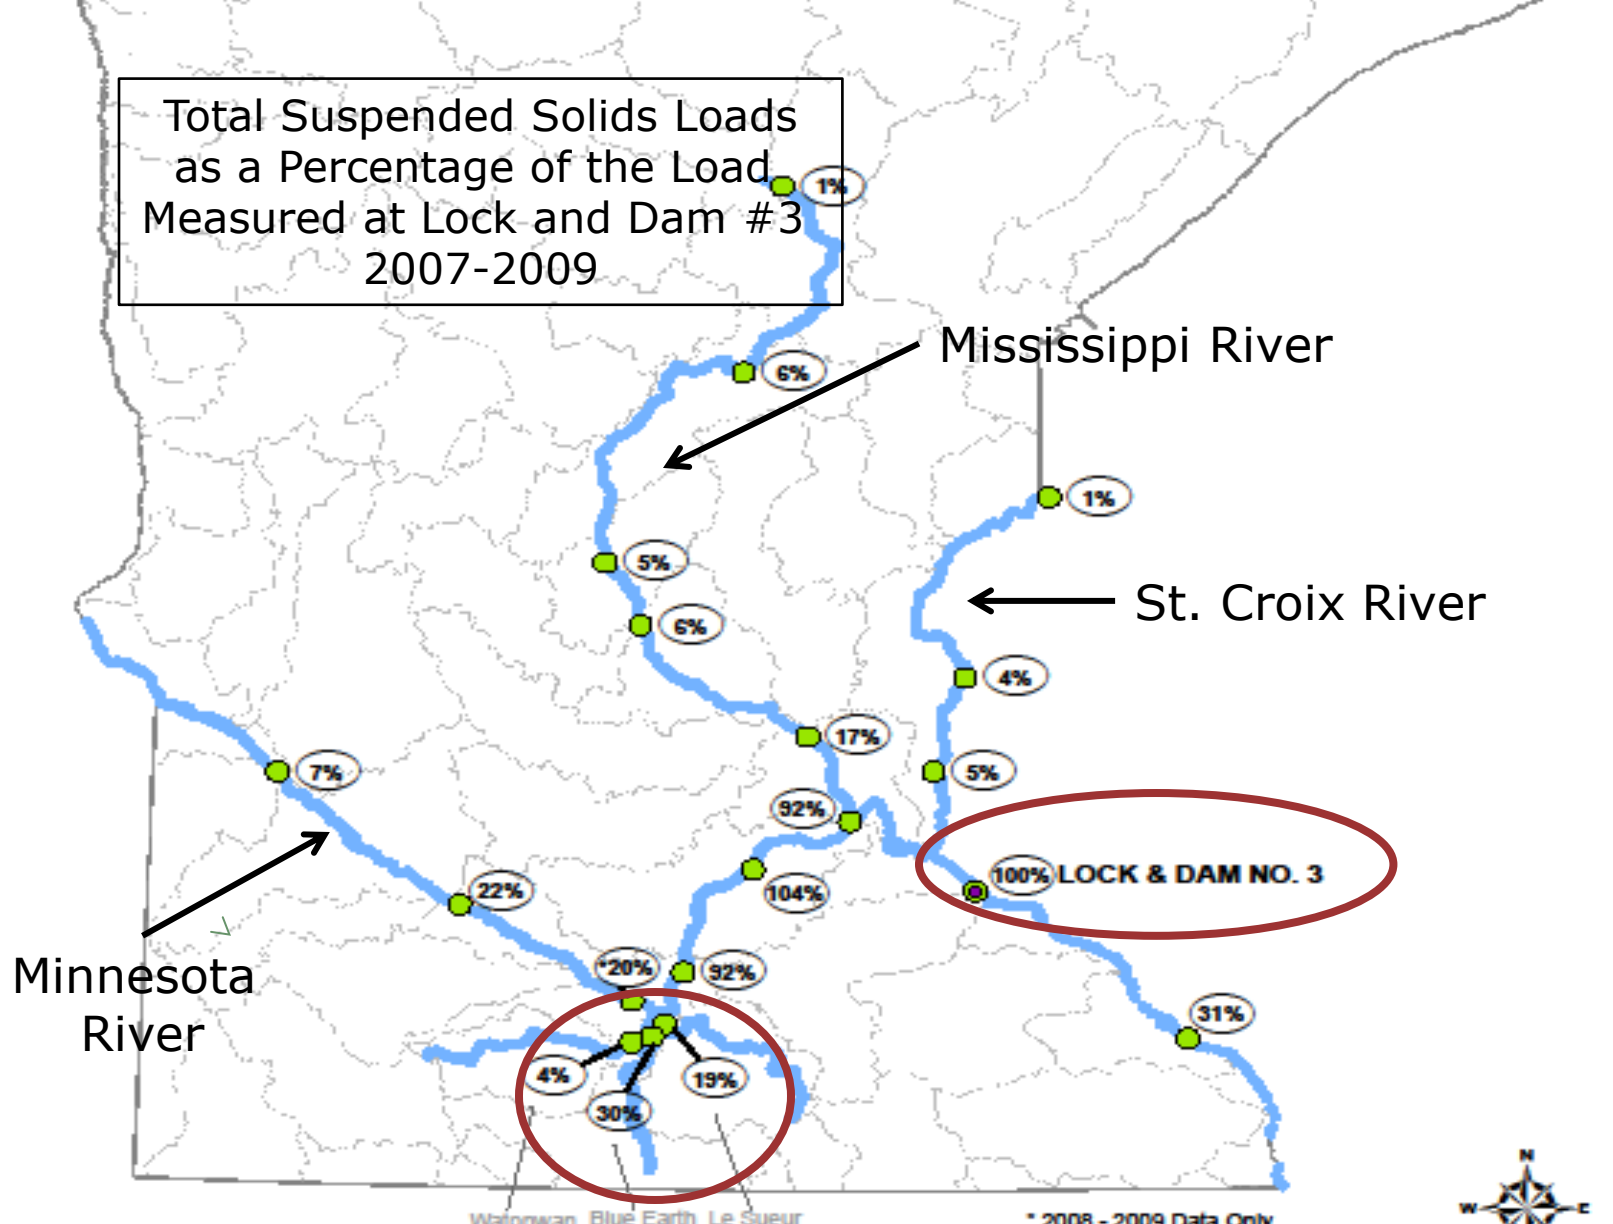 Total Suspended Solids Loads
as a Percentage of the Load
Measured at Lock and Dam #3
2007-2009
1%
Mississippi River
6%
1%
5%
St. Croix River
6%
4%
17%
7%
5%
92%
100% LOCK & DAM NO. 3
22%
104%
*20%
92%
Minnesota
River
31%
4%
19%
30%
N
W E
Watonwan Blue Earth Le Sueur
* 2008 - 2009 Data Only